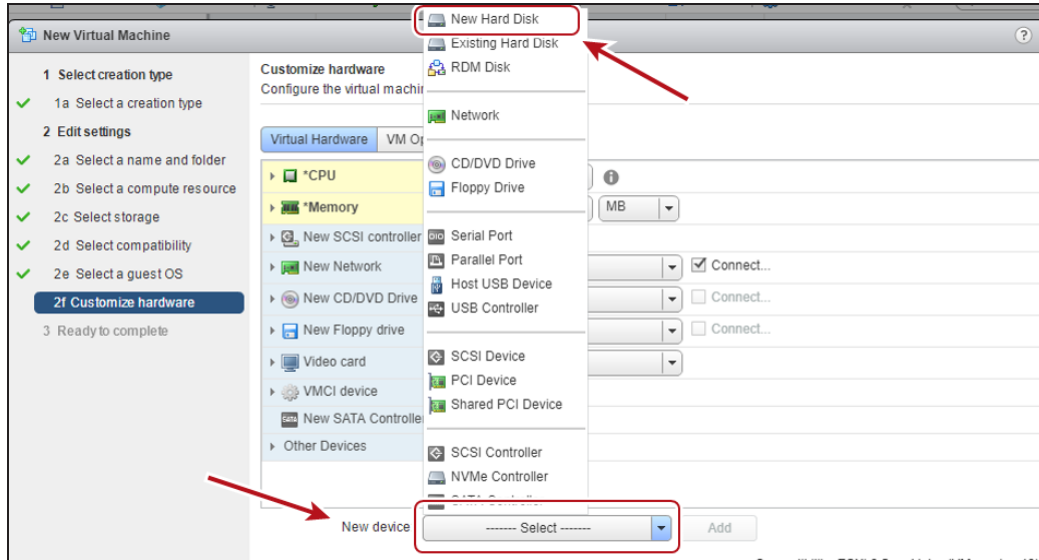 New Virtual Machine
?
1 Select creation type
1a Select a creation type
2 Edit settings
2a Select a name and folder
2b Select a compute resource
2c Select storage
2d Select compatibility
2e Select a guest OS
2f Customize hardware
3 Ready to complete
Customize hardware
Configure the virtual
Virtual Hardware VM
*CPU
*Memory MB
New SCSI controller
New Network Connect...
New CD/DVD Drive Connect...
New Floppy drive Connect...
Video card
VMCI device
New SATA
Other Devices
New Hard Disk
Existing Hard Disk
RDM Disk
Network
CD/DVD Drive
Floppy Drive
Serial Port
Parallel Port
Host USB Device
USB Controller
SCSI Device
PCI Device
Shared PCI Device
SCSI Controller
NVMe Controller
New device ------- Select ------- Add